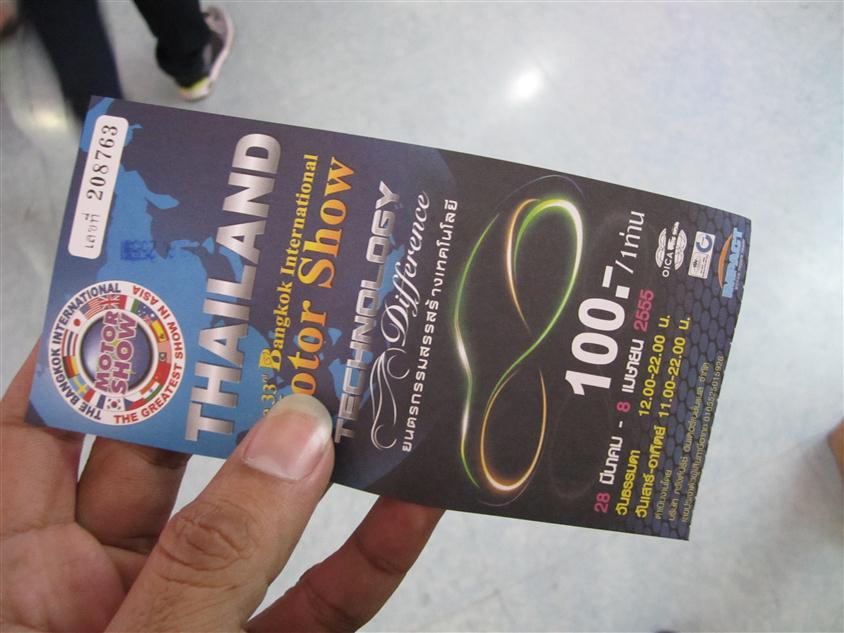 เลขที่ 208763
THE BANGKOK INTERNATIONAL
MOTOR SHOW
THE GREATEST SHOW IN ASIA
THAILAND
33rd Bangkok International
otor Show
TECHNOLOGY
Difference
ยนตรกรรมสรรสร้างเทคโนโลยี
100.-/1ท่าน
28 มีนาคม - 8 เมษายน 2555
วันธรรมดา 12.00-22.00 น.
วันเสาร์-อาทิตย์ 11.00-22.00 น.
OICA
IMPACT